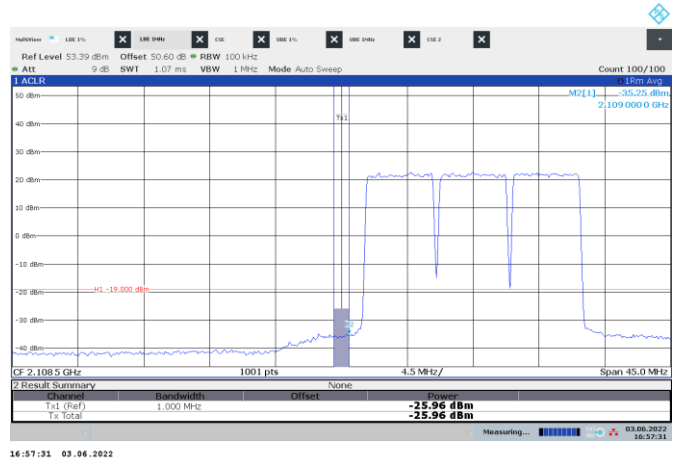 MultiView LBE 1% LBE 1MHz CSE UBE 1% UBE 1MHz CSE 2
Ref Level 53.39 dBm Offset 50.60 dB RBW 100 kHz
Att 9 dB SWT 1.07 ms VBW 1 MHz Mode Auto Sweep Count 100/100
1 ACLR 1Rm Avg
M2[1] -35.25 dBm
2.109 000 0 GHz
50 dBm
Tx1
40 dBm
30 dBm
20 dBm
10 dBm
0 dBm
-10 dBm
H1 -19.000 dBm
-20 dBm
-30 dBm
M2
-40 dBm
CF 2.1085 GHz 1001 pts 4.5 MHz/ Span 45.0 MHz
2 Result Summary None
Channel Bandwidth Offset Power
Tx1 (Ref) 1.000 MHz -25.96 dBm
Tx Total -25.96 dBm
Measuring... 03.06.2022
16:57:31
16:57:31 03.06.2022